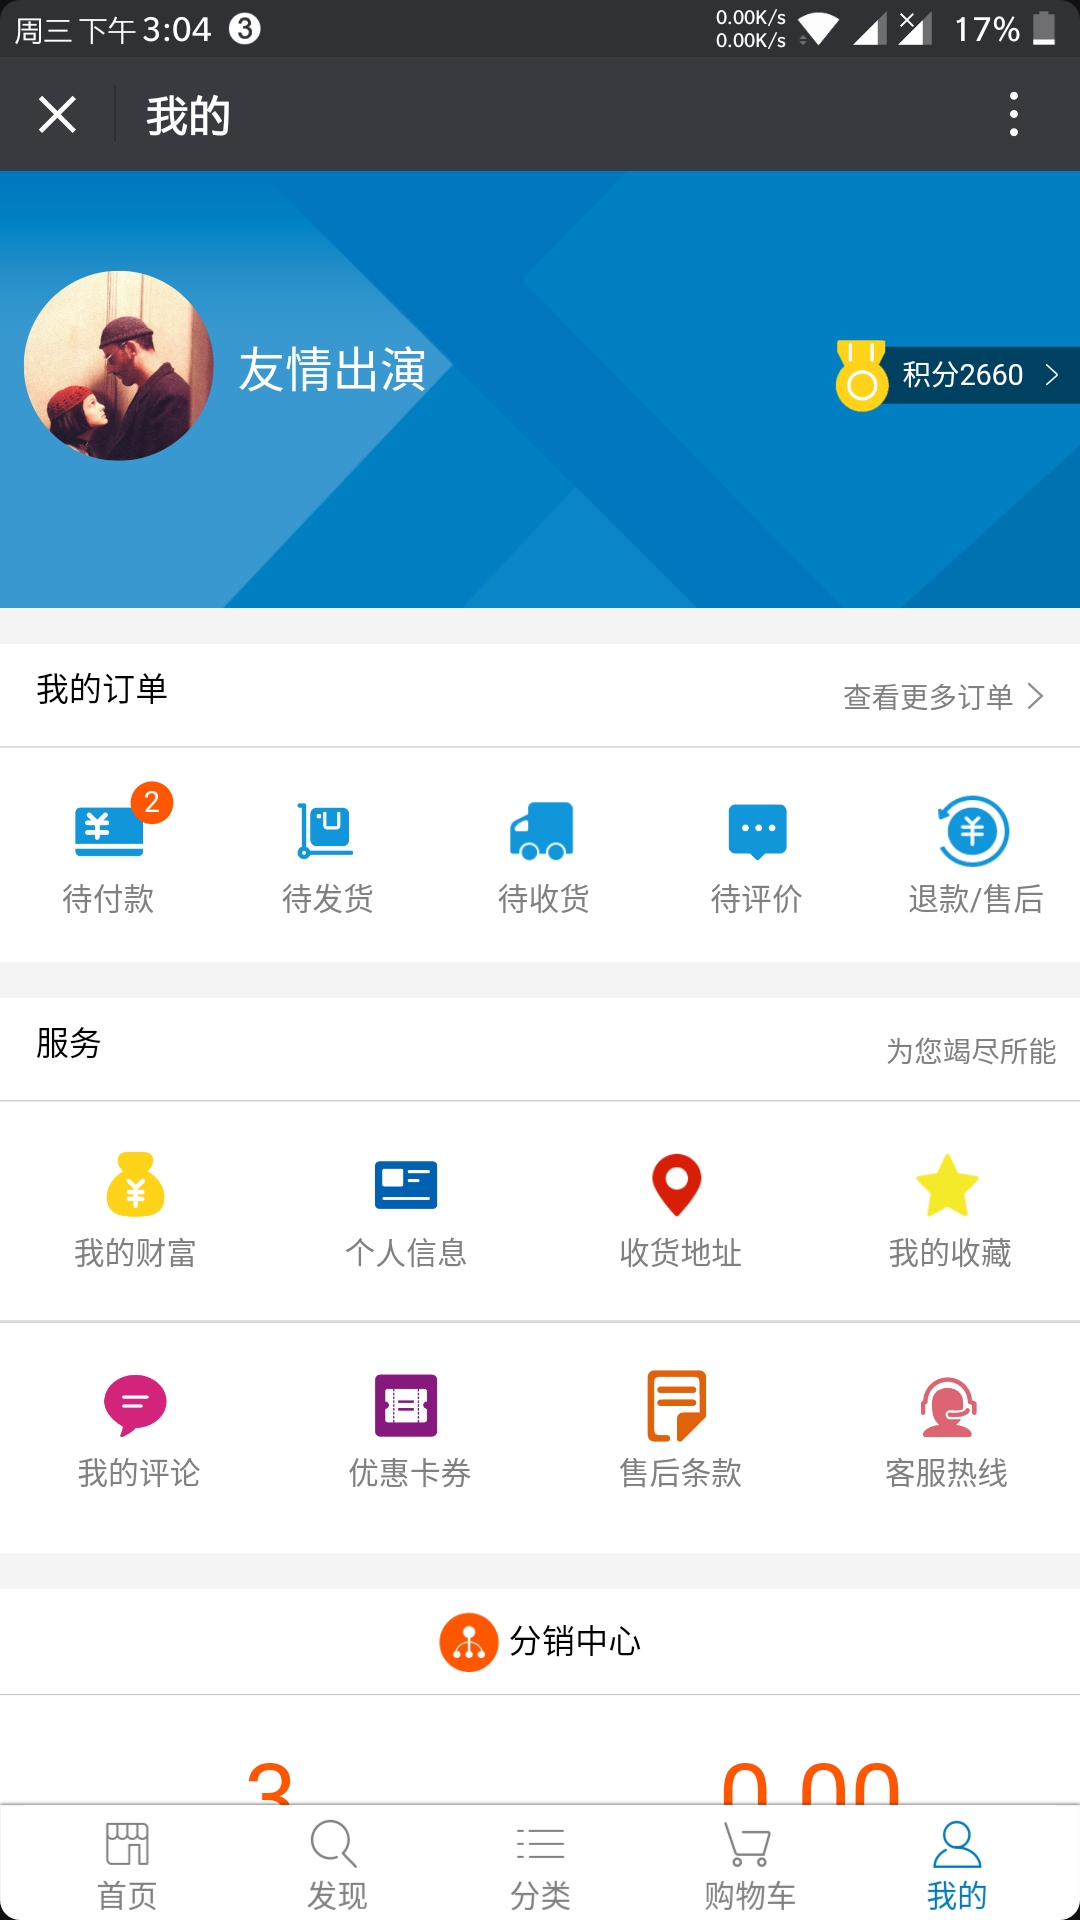 周三 下午 3:04 3
0.00K/s
0.00K/s
17%
我的
友情出演
积分2660
我的订单
查看更多订单
2
待付款 待发货 待收货 待评价 退款/售后
服务
为您竭尽所能
我的财富 个人信息 收货地址 我的收藏
我的评论 优惠卡券 售后条款 客服热线
分销中心
3 0.00
首页 发现 分类 购物车 我的